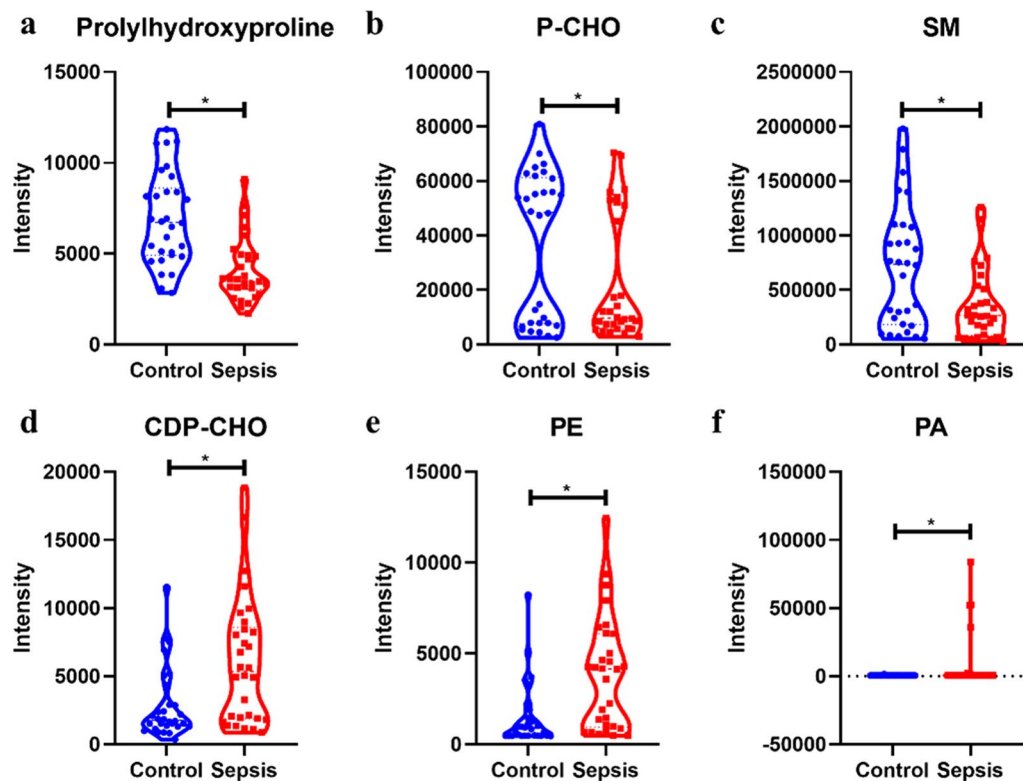 a Prolylhydroxyproline
15000
10000
5000
0
Intensity
*
Control Sepsis
b P-CHO
100000
80000
60000
40000
20000
0
Intensity
*
Control Sepsis
c SM
2500000
2000000
1500000
1000000
500000
0
Intensity
*
Control Sepsis
d CDP-CHO
20000
15000
10000
5000
0
Intensity
*
Control Sepsis
e PE
15000
10000
5000
0
Intensity
*
Control Sepsis
f PA
150000
100000
50000
0
-50000
Intensity
*
Control Sepsis